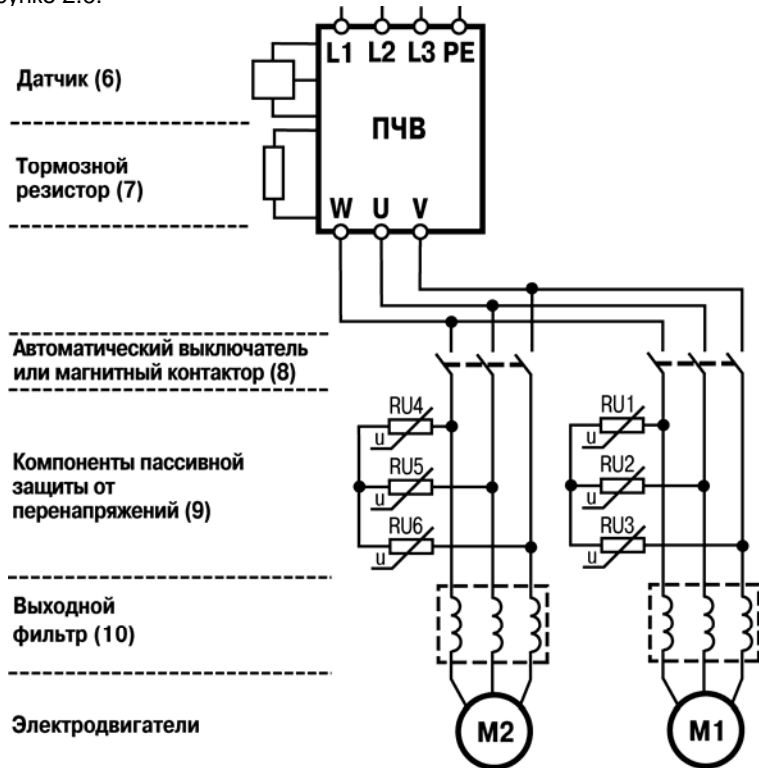 L1 L2 L3 PE
Датчик (6)
ПЧВ
Тормозной
резистор (7)
W U V
Автоматический выключатель
или магнитный контактор (8)
RU4
u
RU1
u
Компоненты пассивной
защиты от
перенапряжений (9)
RU5
u
RU2
u
RU6
u
RU3
u
Выходной
фильтр (10)
Электродвигатели
M2
M1